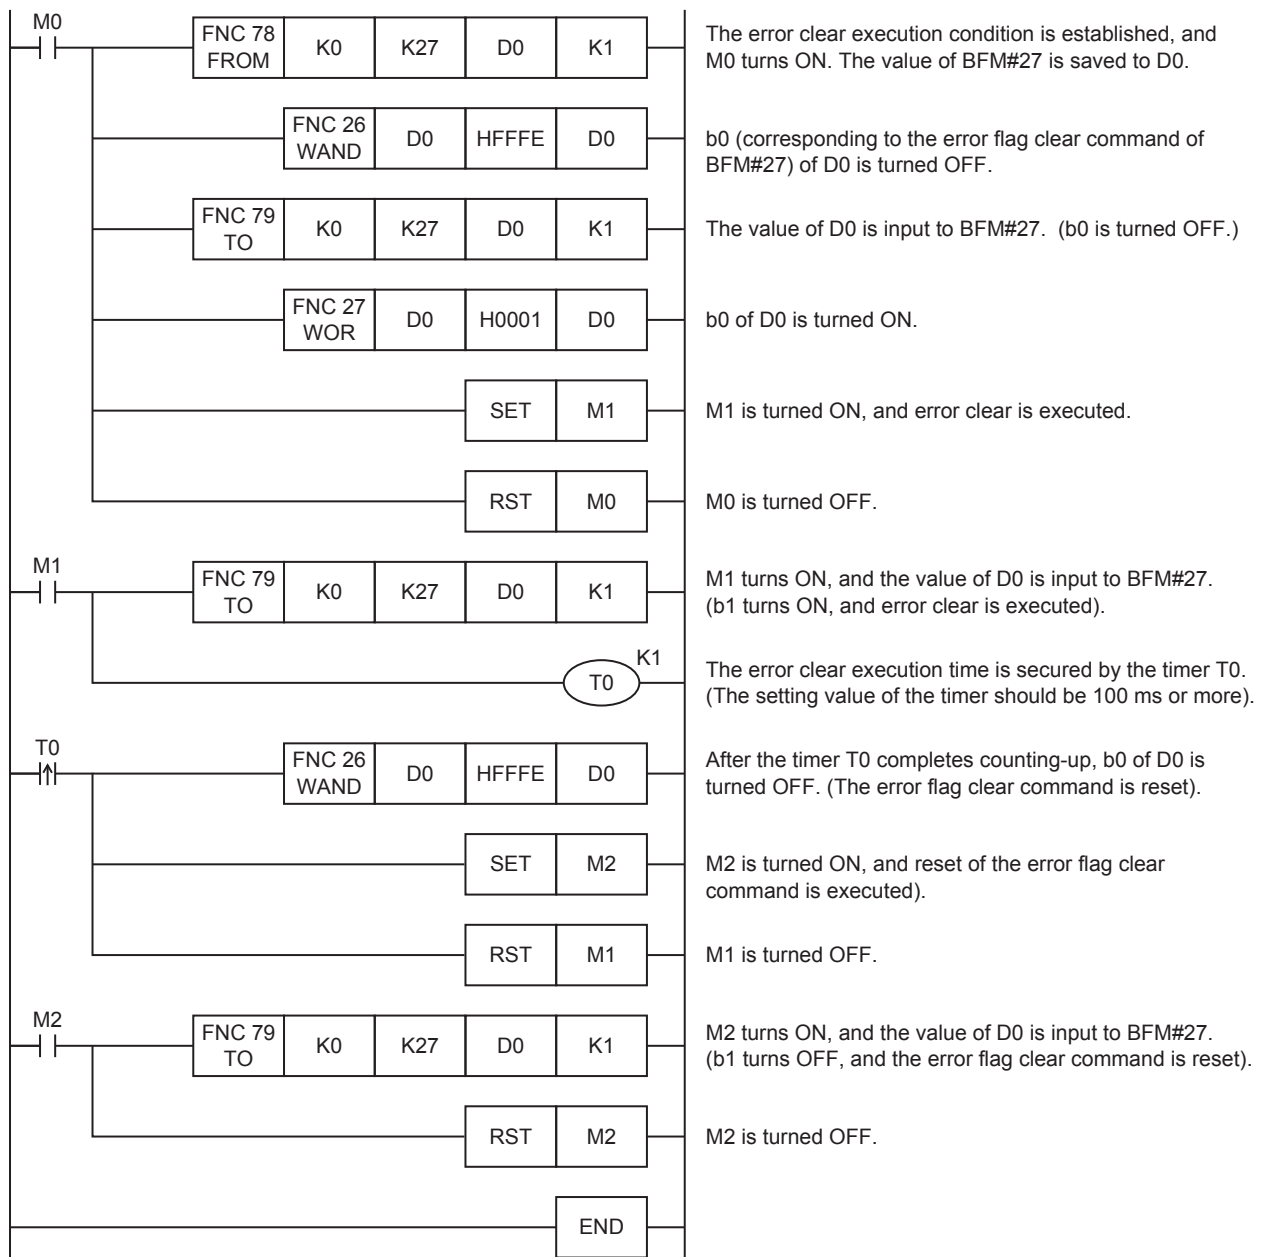 M0
FNC 78 FROM K0 K27 D0 K1
The error clear execution condition is established, and
M0 turns ON. The value of BFM#27 is saved to D0.
FNC 26 WAND D0 HFFFE D0
b0 (corresponding to the error flag clear command of
BFM#27) of D0 is turned OFF.
FNC 79 TO K0 K27 D0 K1
The value of D0 is input to BFM#27.  (b0 is turned OFF.)
FNC 27 WOR D0 H0001 D0
b0 of D0 is turned ON.
SET M1
M1 is turned ON, and error clear is executed.
RST M0
M0 is turned OFF.
M1
FNC 79 TO K0 K27 D0 K1
M1 turns ON, and the value of D0 is input to BFM#27.
(b1 turns ON, and error clear is executed).
K1
T0
The error clear execution time is secured by the timer T0.
(The setting value of the timer should be 100 ms or more).
T0
FNC 26 WAND D0 HFFFE D0
After the timer T0 completes counting-up, b0 of D0 is
turned OFF. (The error flag clear command is reset).
SET M2
M2 is turned ON, and reset of the error flag clear
command is executed).
RST M1
M1 is turned OFF.
M2
FNC 79 TO K0 K27 D0 K1
M2 turns ON, and the value of D0 is input to BFM#27.
(b1 turns OFF, and the error flag clear command is reset).
RST M2
M2 is turned OFF.
END